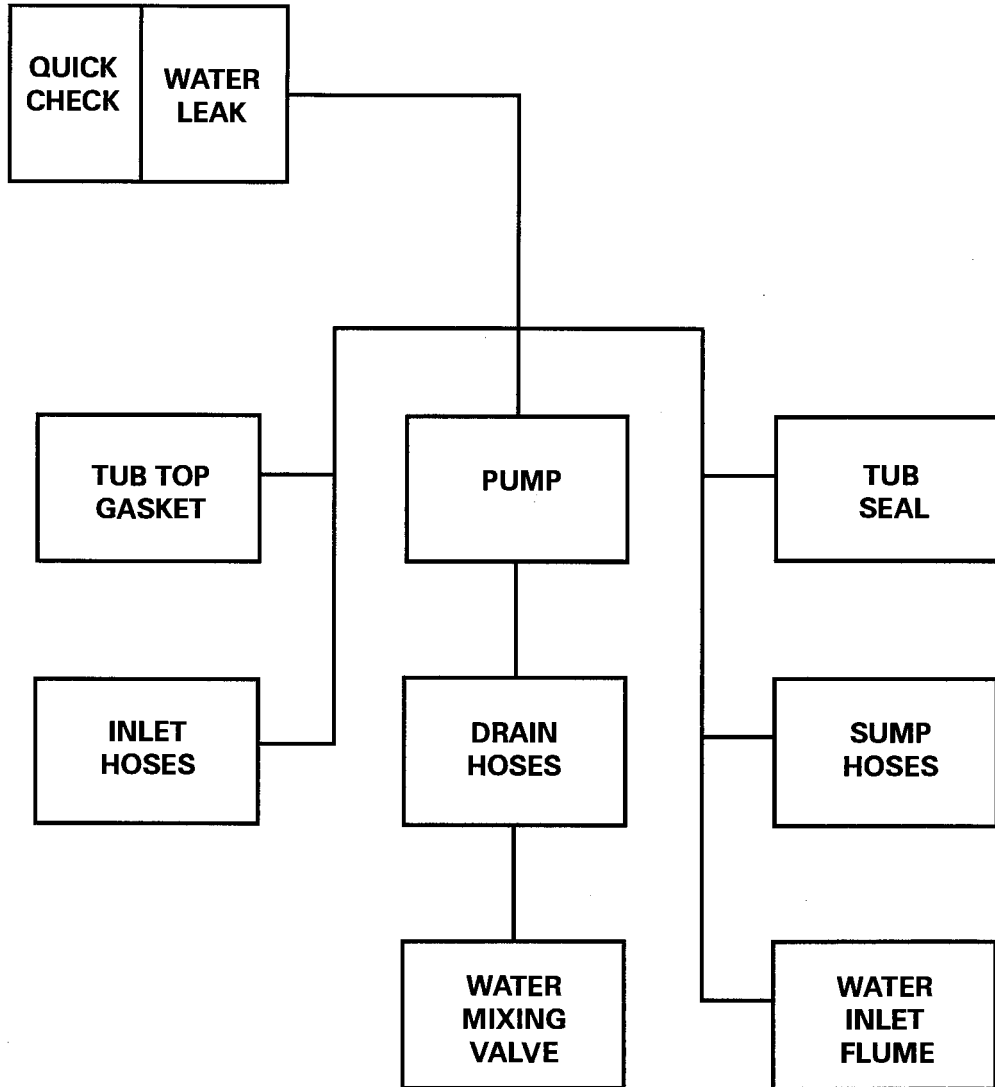 QUICK
CHECK
WATER
LEAK
TUB TOP
GASKET
PUMP
TUB
SEAL
INLET
HOSES
DRAIN
HOSES
SUMP
HOSES
WATER
MIXING
VALVE
WATER
INLET
FLUME